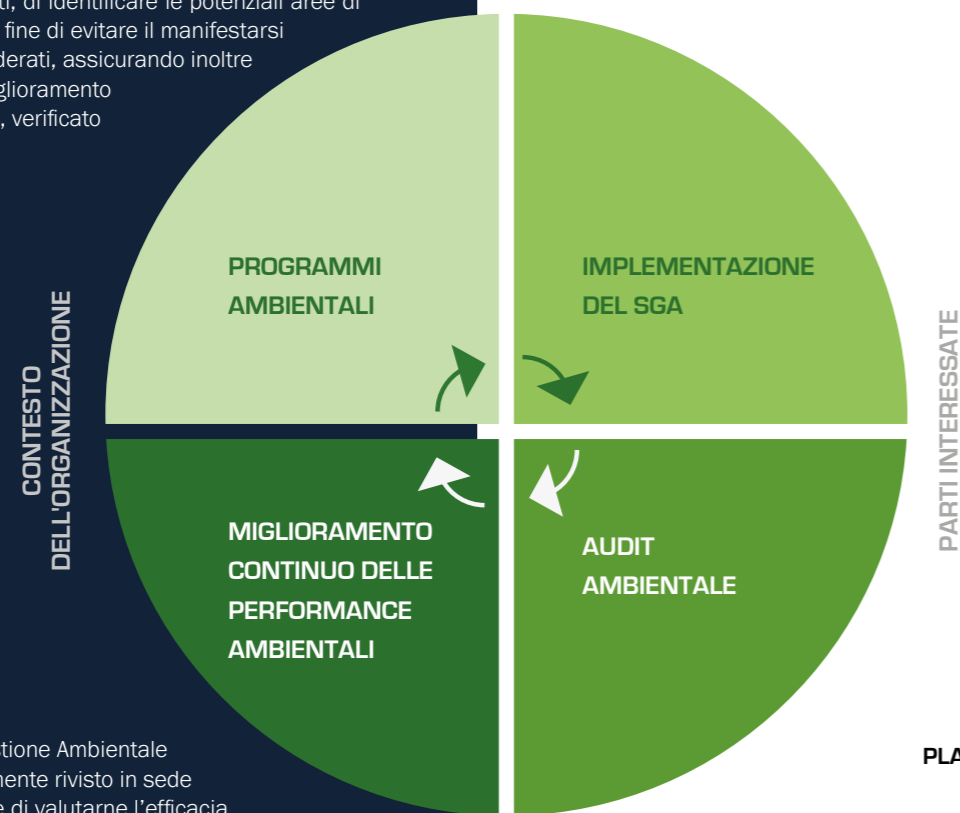 ti, di identificare le potenziali aree di
fine di evitare il manifestarsi
derati, assicurando inoltre
glioramento
, verificato
PROGRAMMI
AMBIENTALI
IMPLEMENTAZIONE
DEL SGA
CONTESTO
DELL'ORGANIZZAZIONE
PARTI INTERESSATE
MIGLIORAMENTO
CONTINUO DELLE
PERFORMANCE
AMBIENTALI
AUDIT
AMBIENTALE
stione Ambientale
mente rivisto in sede
e di valutarne l'efficacia
PLA